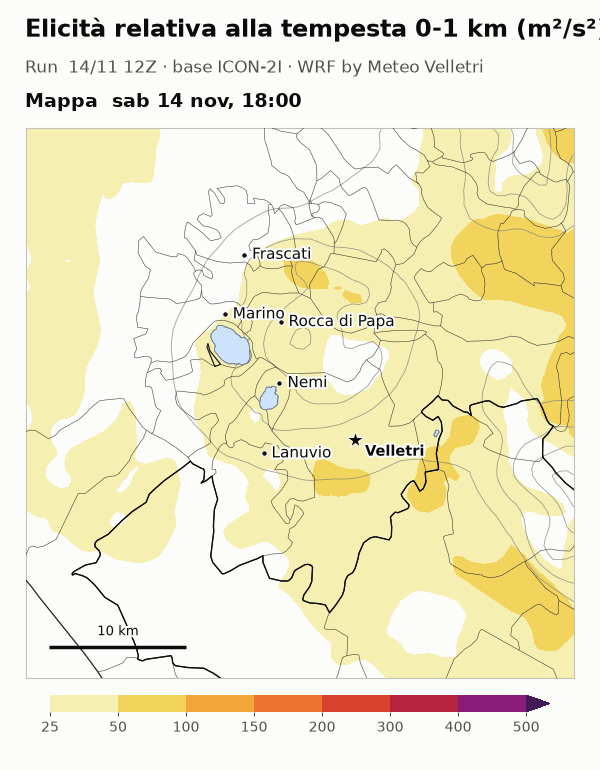 Elicità relativa alla tempesta 0-1 km (m²/s²)
Run  14/11 12Z · base ICON-2I · WRF by Meteo Velletri
Mappa  sab 14 nov, 18:00
Frascati
Marino
Rocca di Papa
Nemi
Velletri
Lanuvio
10 km
25 50 100 150 200 300 400 500